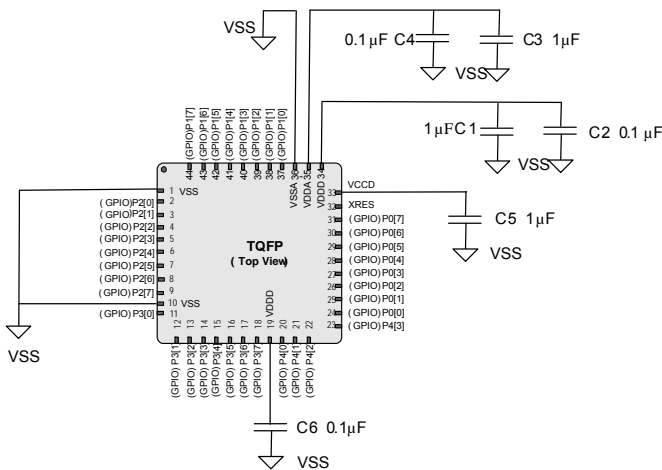 VSS
0.1 µF C4
C3 1µF
VSS
1µF C1
C2 0.1 µF
VSS
44 (GPIO)P1[7]
43 (GPIO)P1[6]
42 (GPIO)P1[5]
41 (GPIO)P1[4]
40 (GPIO)P1[3]
39 (GPIO)P1[2]
38 (GPIO)P1[1]
37 (GPIO)P1[0]
VSSA 36
VDDA 35
VDDD 34
1 VSS
(GPIO)P2[0] 2
(GPIO)P2[1] 3
(GPIO)P2[2] 4
(GPIO)P2[3] 5
(GPIO)P2[4] 6
(GPIO)P2[5] 7
(GPIO)P2[6] 8
(GPIO)P2[7] 9
10 VSS
(GPIO)P3[0] 11
VSS
TQFP
( Top View)
33 VCCD
32 XRES
31 (GPIO)P0[7]
30 (GPIO)P0[6]
29 (GPIO)P0[5]
28 (GPIO)P0[4]
27 (GPIO)P0[3]
26 (GPIO)P0[2]
25 (GPIO)P0[1]
24 (GPIO)P0[0]
23 (GPIO)P4[3]
C5 1µF
VSS
12 (GPIO) P3[1]
13 (GPIO) P3[2]
14 (GPIO) P3[3]
15 (GPIO) P3[4]
16 (GPIO) P3[5]
17 (GPIO) P3[6]
18 (GPIO) P3[7]
19 VDDD
20 (GPIO) P4[0]
21 (GPIO) P4[1]
22 (GPIO) P4[2]
C6 0.1µF
VSS